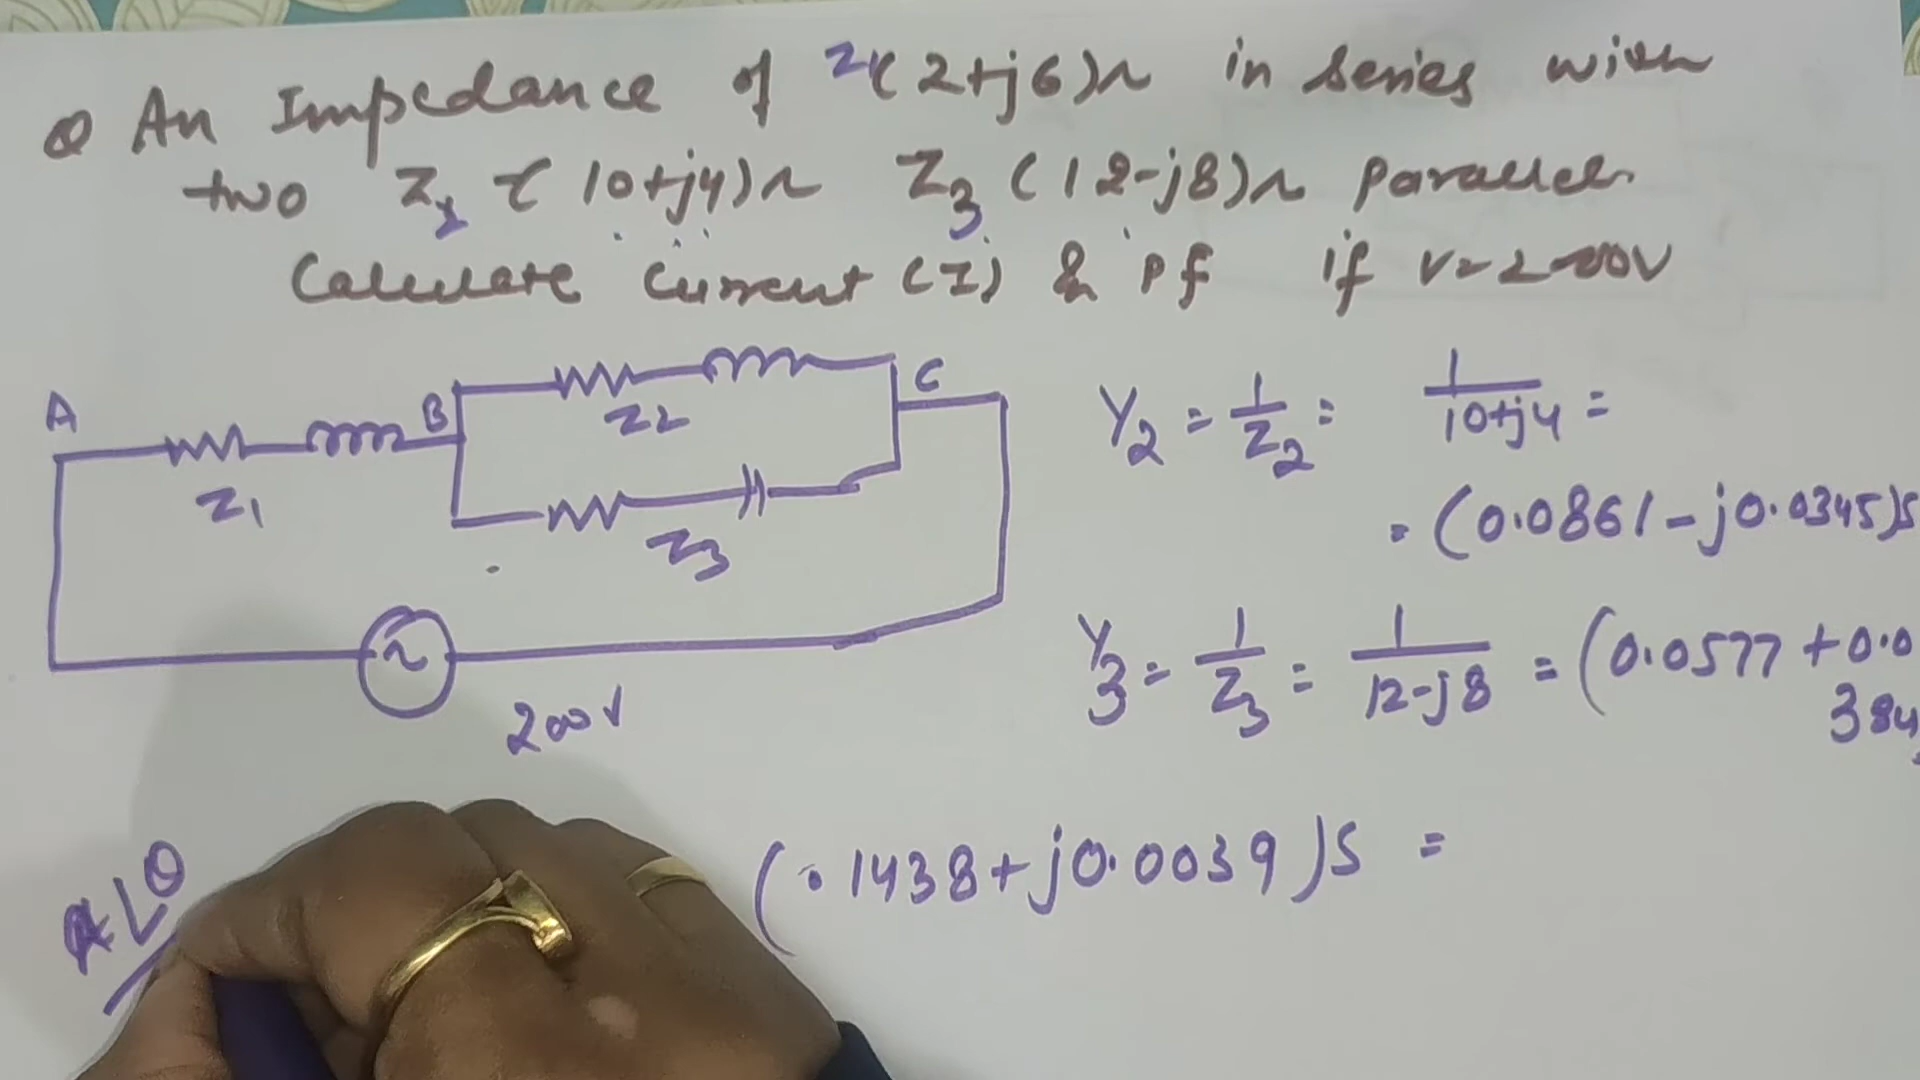 Q An Impedance of Z1(2+j6)Ω in series with
two Z2 (10+j4)Ω Z3 (12-j8)Ω parallel.
Calculate current (I) & Pf if V=200V
A
B
C
Z1
Z2
Z3
200V
Y2 = 1/Z2 = 1/10+j4 =
= (0.0861-j0.0345)S
Y3 = 1/Z3 = 1/12-j8 = (0.0577+0.0
384
∠θ
(.1438+j0.0039)S =